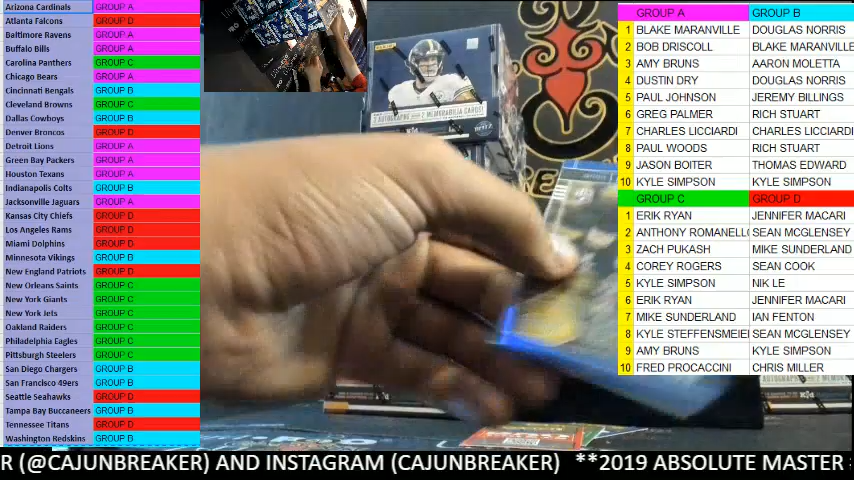 Arizona Cardinals GROUP A
Atlanta Falcons GROUP D
Baltimore Ravens GROUP A
Buffalo Bills GROUP A
Carolina Panthers GROUP C
Chicago Bears GROUP A
Cincinnati Bengals GROUP B
Cleveland Browns GROUP C
Dallas Cowboys GROUP B
Denver Broncos GROUP D
Detroit Lions GROUP A
Green Bay Packers GROUP A
Houston Texans GROUP A
Indianapolis Colts GROUP B
Jacksonville Jaguars GROUP A
Kansas City Chiefs GROUP D
Los Angeles Rams GROUP D
Miami Dolphins GROUP D
Minnesota Vikings GROUP B
New England Patriots GROUP D
New Orleans Saints GROUP C
New York Giants GROUP C
New York Jets GROUP C
Oakland Raiders GROUP C
Philadelphia Eagles GROUP C
Pittsburgh Steelers GROUP C
San Diego Chargers GROUP B
San Francisco 49ers GROUP B
Seattle Seahawks GROUP D
Tampa Bay Buccaneers GROUP B
Tennessee Titans GROUP D
Washington Redskins GROUP B
GROUP A GROUP B
1 BLAKE MARANVILLE DOUGLAS NORRIS
2 BOB DRISCOLL BLAKE MARANVILLE
3 AMY BRUNS AARON MOLETTA
4 DUSTIN DRY DOUGLAS NORRIS
5 PAUL JOHNSON JEREMY BILLINGS
6 GREG PALMER RICH STUART
7 CHARLES LICCIARDI CHARLES LICCIARDI
8 PAUL WOODS RICH STUART
9 JASON BOITER THOMAS EDWARD
10 KYLE SIMPSON KYLE SIMPSON
GROUP C GROUP D
1 ERIK RYAN JENNIFER MACARI
2 ANTHONY ROMANELLO SEAN MCGLENSEY
3 ZACH PUKASH MIKE SUNDERLAND
4 COREY ROGERS SEAN COOK
5 KYLE SIMPSON NIK LE
6 ERIK RYAN JENNIFER MACARI
7 MIKE SUNDERLAND IAN FENTON
8 KYLE STEFFENSMEIE SEAN MCGLENSEY
9 AMY BRUNS KYLE SIMPSON
10 FRED PROCACCINI CHRIS MILLER
2 AUTOGRAPHS 2 MEMORABILIA CARDS!
R (@CAJUNBREAKER) AND INSTAGRAM (CAJUNBREAKER) **2019 ABSOLUTE MASTER